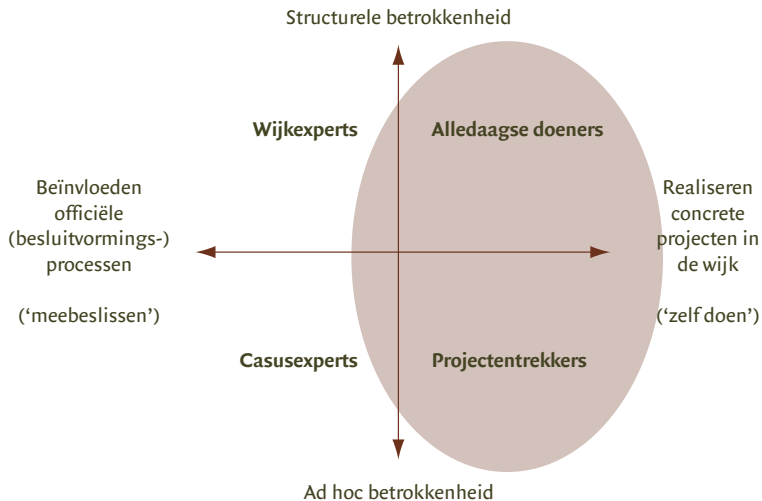 Structurele betrokkenheid
Wijkexperts
Alledaagse doeners
Beïnvloeden
officiële
(besluitvormings-)
processen
(‘meebeslissen’)
Realiseren
concrete
projecten in
de wijk
(‘zelf doen’)
Casusexperts
Projectentrekkers
Ad hoc betrokkenheid